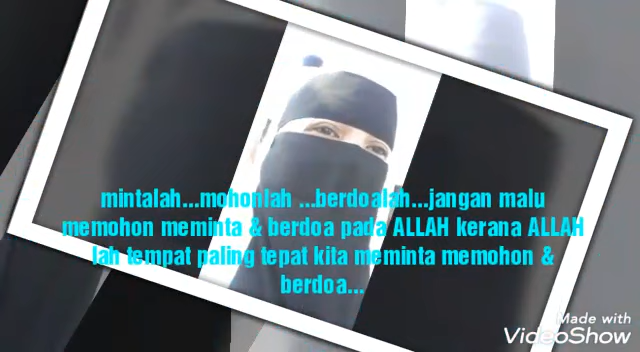 mintalah...mohonlah ...berdoalah...jangan malu
memohon meminta & berdoa pada ALLAH kerana ALLAH
lah tempat paling tepat kita meminta memohon &
berdoa...
Made with
VideoShow